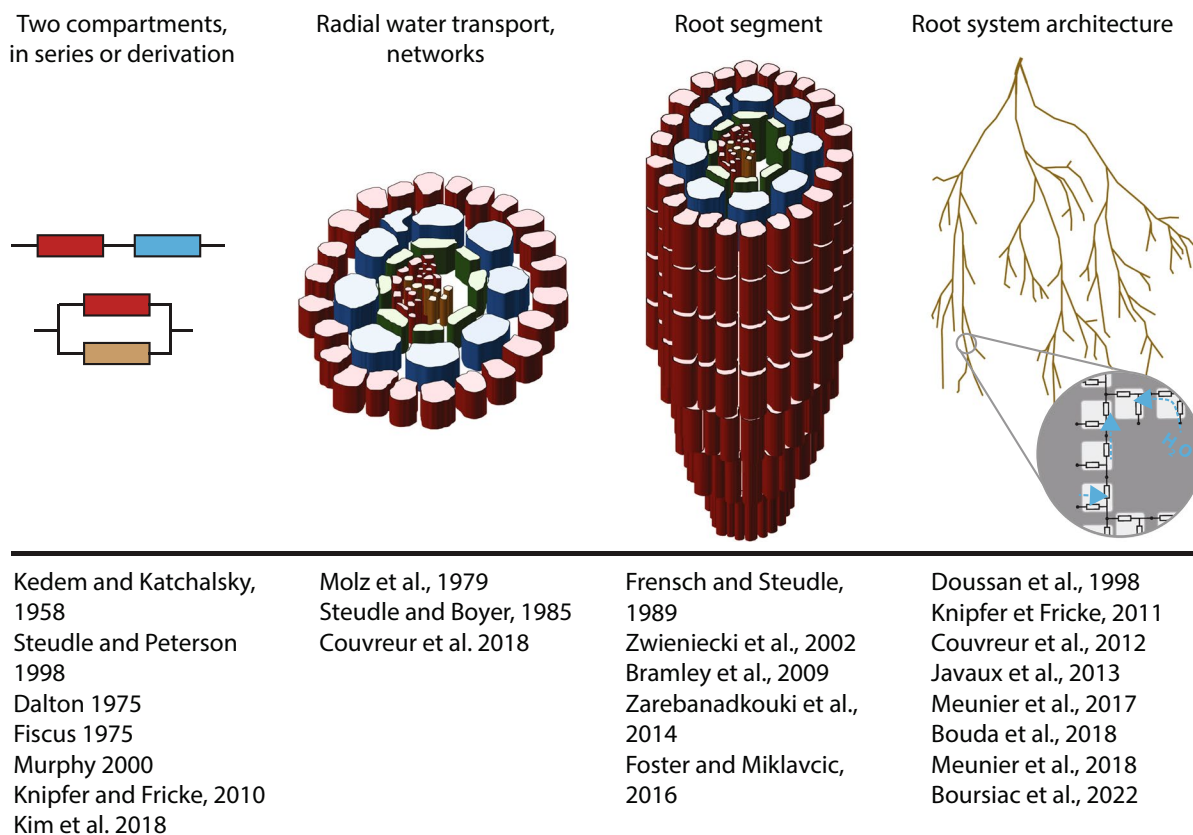 Two compartments,
in series or derivation
Radial water transport,
networks
Root segment
Root system architecture
H2O
Kedem and Katchalsky,
1958
Steudle and Peterson
1998
Dalton 1975
Fiscus 1975
Murphy 2000
Knipfer and Fricke, 2010
Kim et al. 2018
Molz et al., 1979
Steudle and Boyer, 1985
Couvreur et al. 2018
Frensch and Steudle,
1989
Zwieniecki et al., 2002
Bramley et al., 2009
Zarebanadkouki et al.,
2014
Foster and Miklavcic,
2016
Doussan et al., 1998
Knipfer et Fricke, 2011
Couvreur et al., 2012
Javaux et al., 2013
Meunier et al., 2017
Bouda et al., 2018
Meunier et al., 2018
Boursiac et al., 2022